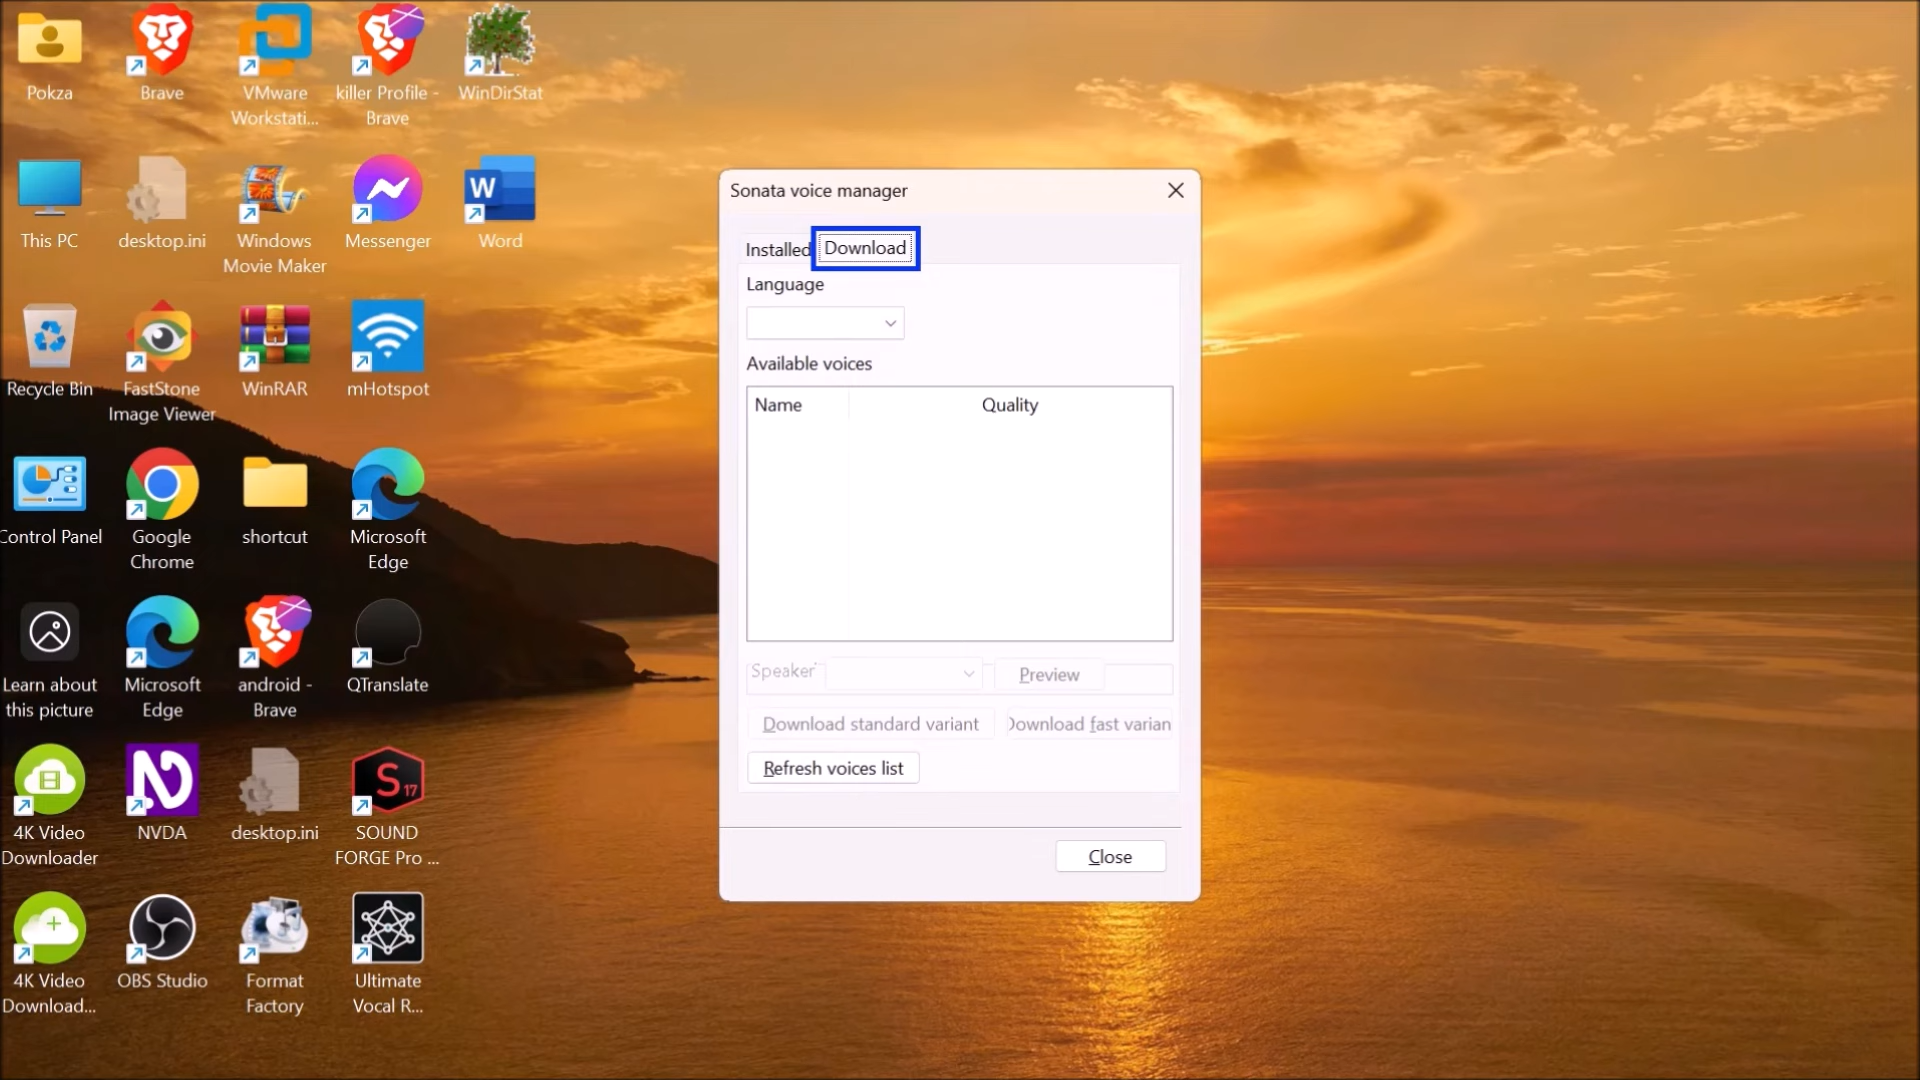 Pokza
Brave
VMware
Workstati...
killer Profile -
Brave
WinDirStat
This PC
desktop.ini
Windows
Movie Maker
Messenger
W
Word
Recycle Bin
FastStone
Image Viewer
WinRAR
mHotspot
Control Panel
Google
Chrome
shortcut
Microsoft
Edge
Learn about
this picture
Microsoft
Edge
android -
Brave
QTranslate
4K Video
Downloader
NVDA
desktop.ini
S 17
SOUND
FORGE Pro ...
4K Video
Download...
OBS Studio
Format
Factory
Ultimate
Vocal R...
Sonata voice manager
Installed
Download
Language
Available voices
Name
Quality
Speaker
Preview
Download standard variant
Download fast varian
Refresh voices list
Close